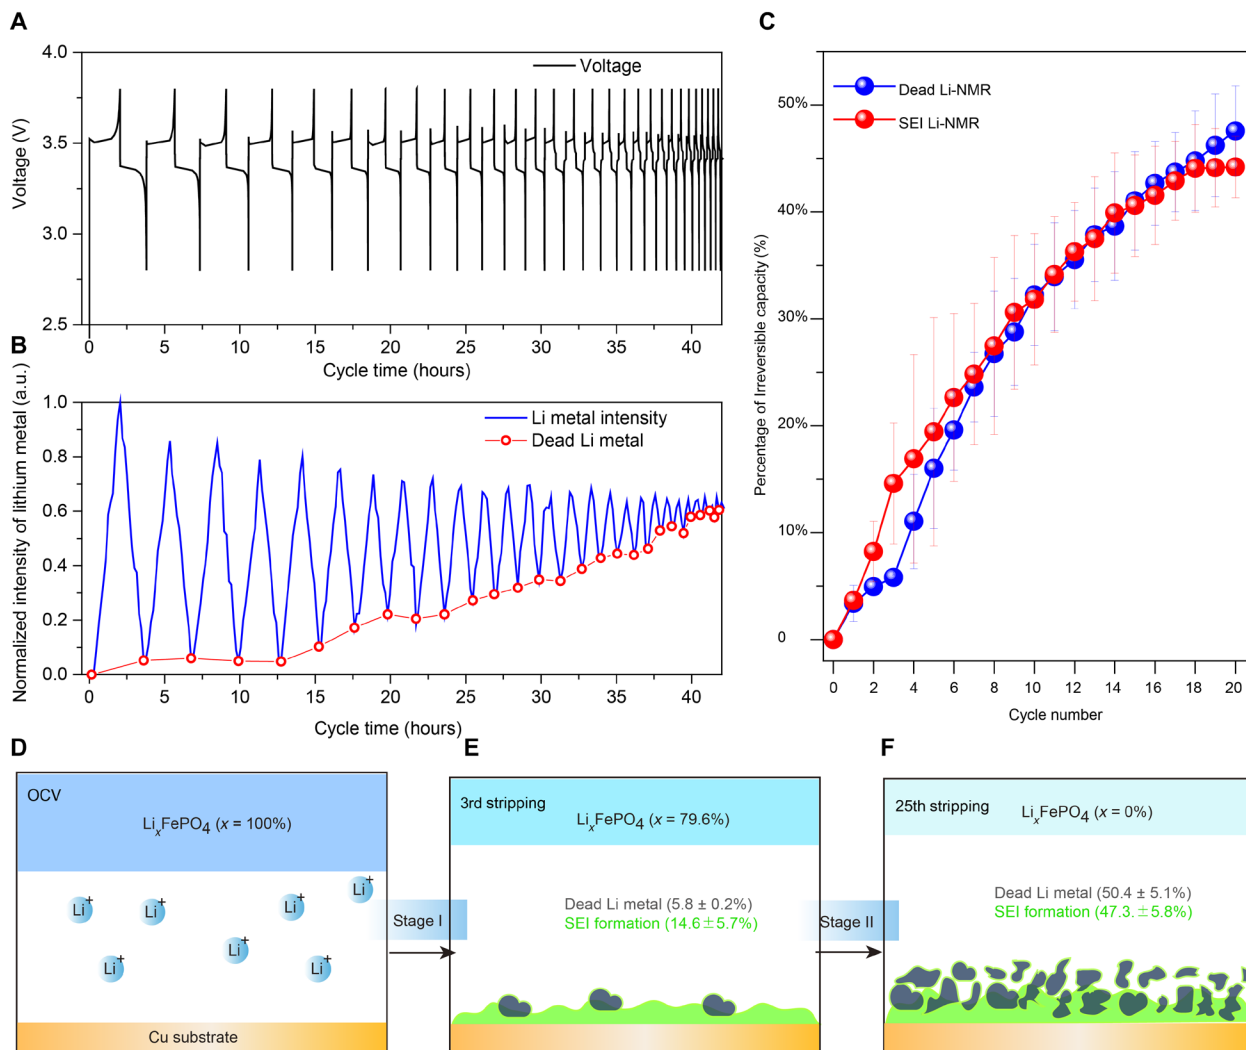 A
4.0
3.5
3.0
2.5
Voltage (V)
Voltage
0 5 10 15 20 25 30 35 40
Cycle time (hours)
B
1.0
0.8
0.6
0.4
0.2
0.0
Normalized intensity of lithium metal (a.u.)
Li metal intensity
Dead Li metal
0 5 10 15 20 25 30 35 40
Cycle time (hours)
C
50%
40%
30%
20%
10%
0
Percentage of Irreversible capacity (%)
Dead Li-NMR
SEI Li-NMR
0 2 4 6 8 10 12 14 16 18 20
Cycle number
D
OCV
LixFePO4 (x = 100%)
Li+
Li+
Li+
Li+
Li+
Li+
Li+
Cu substrate
Stage I
E
3rd stripping
LixFePO4 (x = 79.6%)
Dead Li metal (5.8 ± 0.2%)
SEI formation (14.6±5.7%)
Stage II
F
25th stripping
LixFePO4 (x = 0%)
Dead Li metal (50.4 ± 5.1%)
SEI formation (47.3.±5.8%)